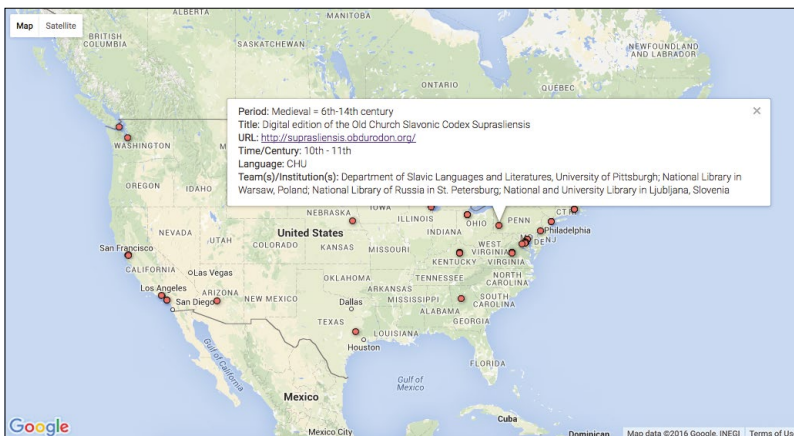 Map Satellite
ALBERTA
MANITOBA
BRITISH
COLUMBIA
SASKATCHEWAN
NEWFOUNDLAND
AND LABRADOR
ONTARIO
QUEBEC
Period: Medieval = 6th-14th century
Title: Digital edition of the Old Church Slavonic Codex Suprasliensis
URL: http://suprasliensis.obdurodon.org/
Time/Century: 10th - 11th
Language: CHU
Team(s)/Institution(s): Department of Slavic Languages and Literatures, University of Pittsburgh; National Library in
Warsaw, Poland; National Library of Russia in St. Petersburg; National and University Library in Ljubljana, Slovenia
WASHINGTON
OREGON
IDAHO
NEBRASKA
IOWA
ILLINOIS
INDIANA
OHIO
PENN
CT
NEVADA
UTAH
COLORADO
United States
KANSAS
MISSOURI
WEST
VIRGINIA
KENTUCKY
VIRGINIA
DE NJ
Philadelphia
San Francisco
CALIFORNIA
Las Vegas
Los Angeles
San Diego
ARIZONA
NEW MEXICO
OKLAHOMA
ARKANSAS
TENNESSEE
NORTH
CAROLINA
Dallas
MISSISSIPPI
ALABAMA
SOUTH
CAROLINA
GEORGIA
TEXAS
LOUISIANA
Houston
FLORIDA
Gulf of California
Gulf of
Mexico
Mexico
Cuba
Google
Mexico City
Dominican
Map data ©2016 Google, INEGI
Terms of Us